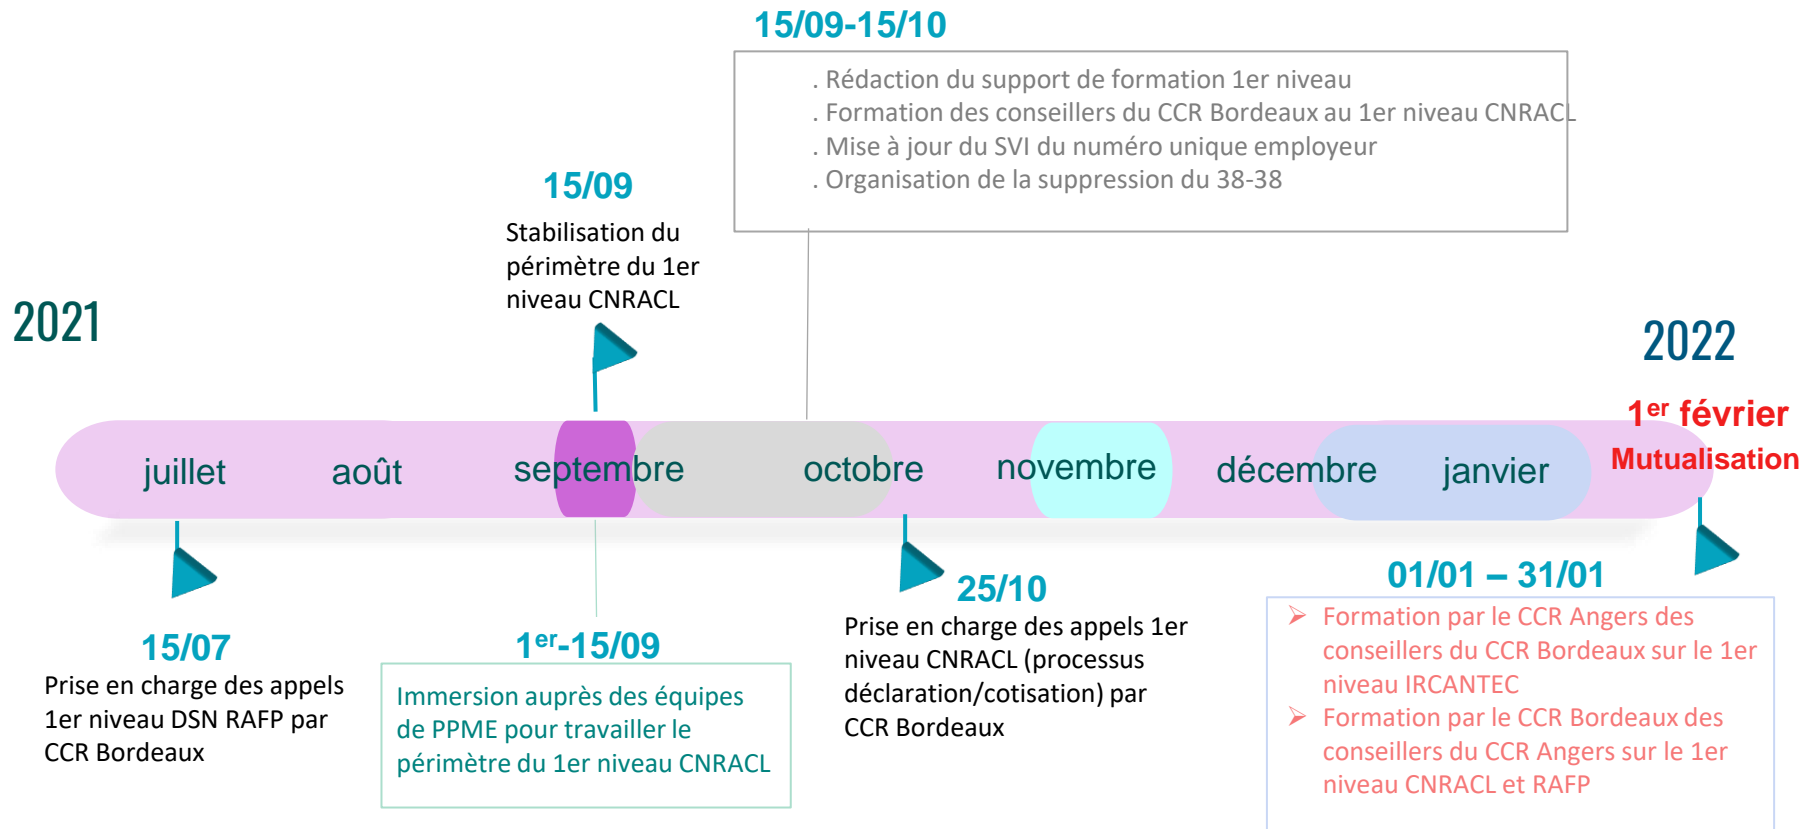 15/09-15/10
. Rédaction du support de formation 1er niveau
. Formation des conseillers du CCR Bordeaux au 1er niveau CNRACL
. Mise à jour du SVI du numéro unique employeur
. Organisation de la suppression du 38-38
15/09
Stabilisation du
périmètre du 1er
niveau CNRACL
2021
2022
1er février
Mutualisation
juillet
août
septembre
octobre
novembre
décembre
janvier
15/07
Prise en charge des appels
1er niveau DSN RAFP par
CCR Bordeaux
1er-15/09
Immersion auprès des équipes
de PPME pour travailler le
périmètre du 1er niveau CNRACL
25/10
Prise en charge des appels 1er
niveau CNRACL (processus
déclaration/cotisation) par
CCR Bordeaux
01/01 – 31/01
➢ Formation par le CCR Angers des
conseillers du CCR Bordeaux sur le 1er
niveau IRCANTEC
➢ Formation par le CCR Bordeaux des
conseillers du CCR Angers sur le 1er
niveau CNRACL et RAFP